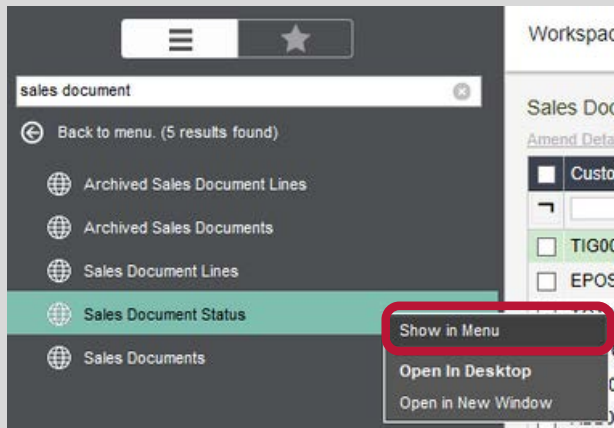 Workspac
sales document
Back to menu. (5 results found)
Archived Sales Document Lines
Archived Sales Documents
Sales Document Lines
Sales Document Status
Sales Documents
Show in Menu
Open In Desktop
Open in New Window
Sales Doc
Amend Deta
Custo
TIG00
EPOS